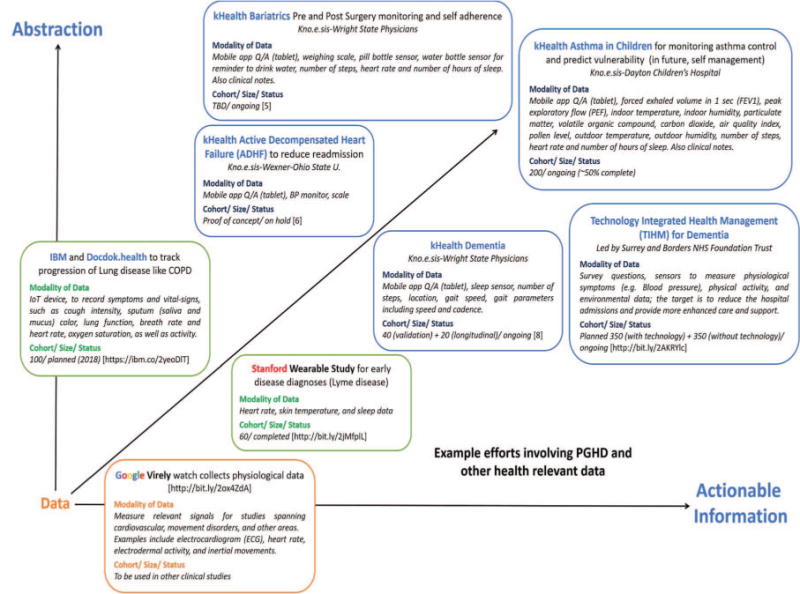 Abstraction
kHealth Bariatrics Pre and Post Surgery monitoring and self adherence
Kno.e.sis-Wright State Physicians
Modality of Data
Mobile app Q/A (tablet), weighing scale, pill bottle sensor, water bottle sensor for
reminder to drink water, number of steps, heart rate and number of hours of sleep.
Also clinical notes.
Cohort/ Size/ Status
TBD/ ongoing [5]
kHealth Asthma in Children for monitoring asthma control
and predict vulnerability (in future, self management)
Kno.e.sis-Dayton Children's Hospital
Modality of Data
Mobile app Q/A (tablet), forced exhaled volume in 1 sec (FEV1), peak
exploratory flow (PEF), indoor temperature, indoor humidity, particulate
matter, volatile organic compound, carbon dioxide, air quality index,
pollen level, outdoor temperature, outdoor humidity, number of steps,
heart rate and number of hours of sleep. Also clinical notes.
Cohort/ Size/ Status
200/ ongoing (~50% complete)
kHealth Active Decompensated Heart
Failure (ADHF) to reduce readmission
Kno.e.sis-Wexner-Ohio State U.
Modality of Data
Mobile app Q/A (tablet), BP monitor, scale
Cohort/ Size/ Status
Proof of concept/ on hold [6]
IBM and Docdok.health to track
progression of Lung disease like COPD
Modality of Data
IoT device, to record symptoms and vital-signs,
such as cough intensity, sputum (saliva and
mucus) color, lung function, breath rate and
heart rate, oxygen saturation, as well as activity.
Cohort/ Size/ Status
100/ planned (2018) [https://ibm.co/2yeoDlT]
kHealth Dementia
Kno.e.sis-Wright State Physicians
Modality of Data
Mobile app Q/A (tablet), sleep sensor, number of
steps, location, gait speed, gait parameters
including speed and cadence.
Cohort/ Size/ Status
40 (validation) + 20 (longitudinal)/ ongoing [8]
Technology Integrated Health Management
(TIHM) for Dementia
Led by Surrey and Borders NHS Foundation Trust
Modality of Data
Survey questions, sensors to measure physiological
symptoms (e.g. Blood pressure), physical activity, and
environmental data; the target is to reduce the hospital
admissions and provide more enhanced care and support.
Cohort/ Size/ Status
Planned 350 (with technology) + 350 (without technology)/
ongoing [http://bit.ly/2AKRYlc]
Stanford Wearable Study for early
disease diagnoses (Lyme disease)
Modality of Data
Heart rate, skin temperature, and sleep data
Cohort/ Size/ Status
60/ completed [http://bit.ly/2jMfplL]
Example efforts involving PGHD and
other health relevant data
Data
Google Virely watch collects physiological data
[http://bit.ly/2ox4ZdA]
Modality of Data
Measure relevant signals for studies spanning
cardiovascular, movement disorders, and other areas.
Examples include electrocardiogram (ECG), heart rate,
electrodermal activity, and inertial movements.
Cohort/ Size/ Status
To be used in other clinical studies
Actionable
Information